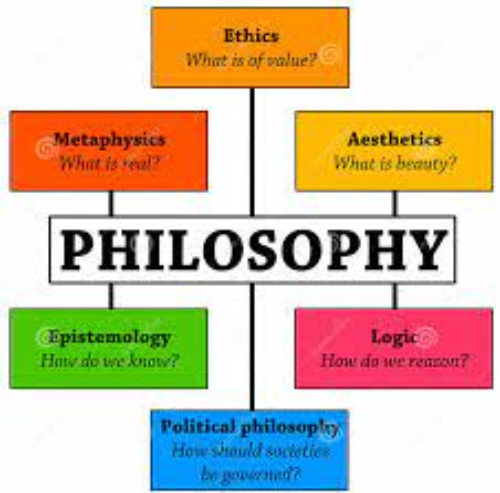 Ethics
What is of value?
Metaphysics
What is real?
Aesthetics
What is beauty?
PHILOSOPHY
Epistemology
How do we know?
Logic
How do we reason?
Political philosophy
How should societies
be governed?